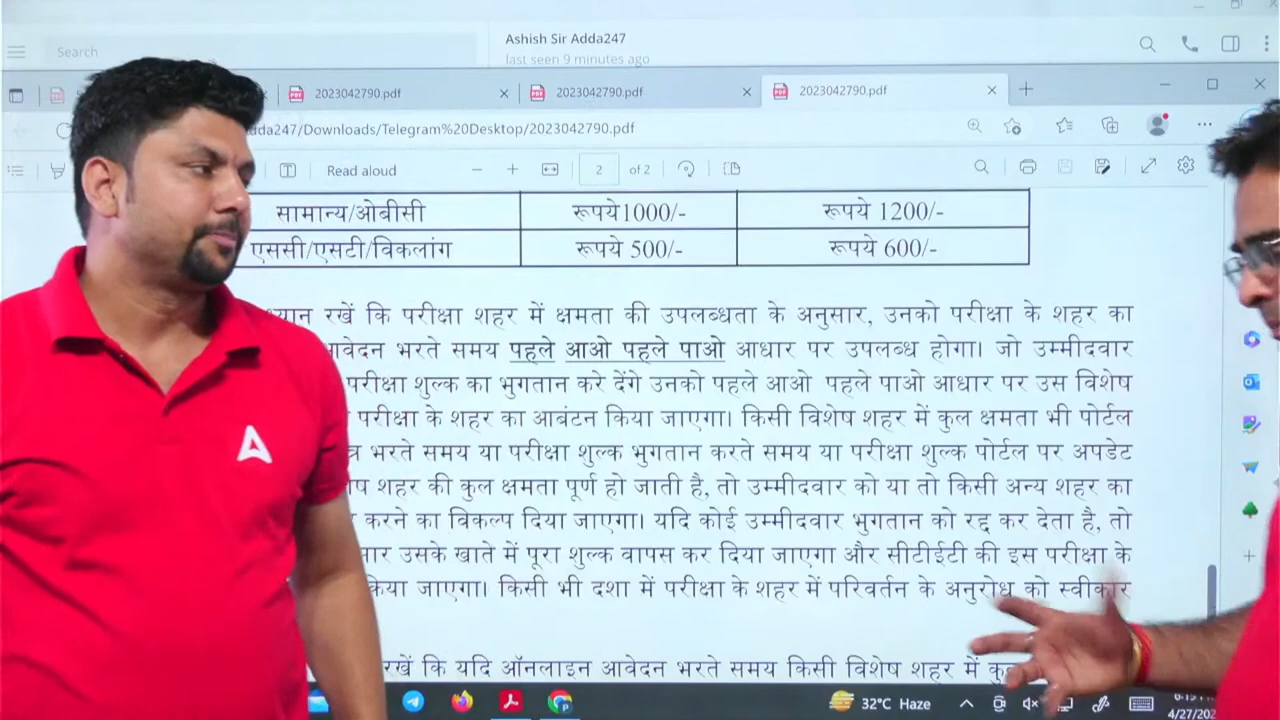 Search
Ashish Sir Adda247
last seen 9 minutes ago
2023042790.pdf
2023042790.pdf
2023042790.pdf
dda247/Downloads/Telegram%20Desktop/2023042790.pdf
Read aloud
2 of 2
सामान्य/ओबीसी रूपये1000/- रूपये 1200/-
एससी/एसटी/विकलांग रूपये 500/- रूपये 600/-
रखें कि परीक्षा शहर में क्षमता की उपलब्धता के अनुसार, उनको परीक्षा के शहर का
आवेदन भरते समय पहले आओ पहले पाओ आधार पर उपलब्ध होगा। जो उम्मीदवार
परीक्षा शुल्क का भुगतान करे देंगे उनको पहले आओ पहले पाओ आधार पर उस विशेष
परीक्षा के शहर का आबंटन किया जाएगा। किसी विशेष शहर में कुल क्षमता भी पोर्टल
भरते समय या परीक्षा शुल्क भुगतान करते समय या परीक्षा शुल्क पोर्टल पर अपडेट
शहर की कुल क्षमता पूर्ण हो जाती है, तो उम्मीदवार को या तो किसी अन्य शहर का
करने का विकल्प दिया जाएगा। यदि कोई उम्मीदवार भुगतान को रद्द कर देता है, तो
उसके खाते में पूरा शुल्क वापस कर दिया जाएगा और सीटीईटी की इस परीक्षा के
किया जाएगा। किसी भी दशा में परीक्षा के शहर में परिवर्तन के अनुरोध को स्वीकार
रखें कि यदि ऑनलाइन आवेदन भरते समय किसी विशेष शहर में
32°C Haze
4/27/202